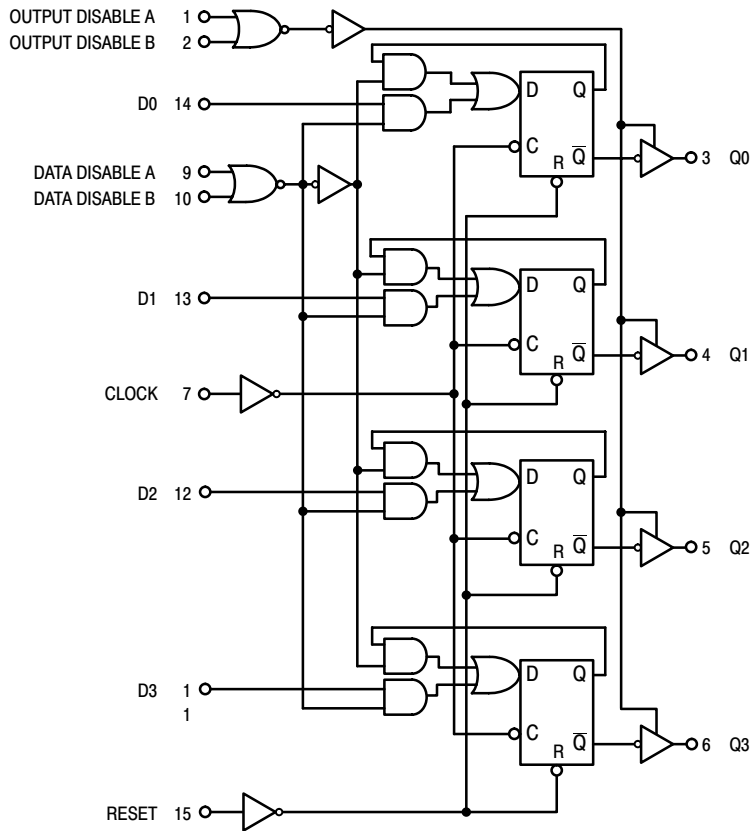 OUTPUT DISABLE A 1
OUTPUT DISABLE B 2
D Q
D0 14
C Q̅
R
3 Q0
DATA DISABLE A 9
DATA DISABLE B 10
D Q
D1 13
C Q̅
R
4 Q1
CLOCK 7
D Q
D2 12
C Q̅
R
5 Q2
D Q
D3 1
1
C Q̅
R
6 Q3
RESET 15